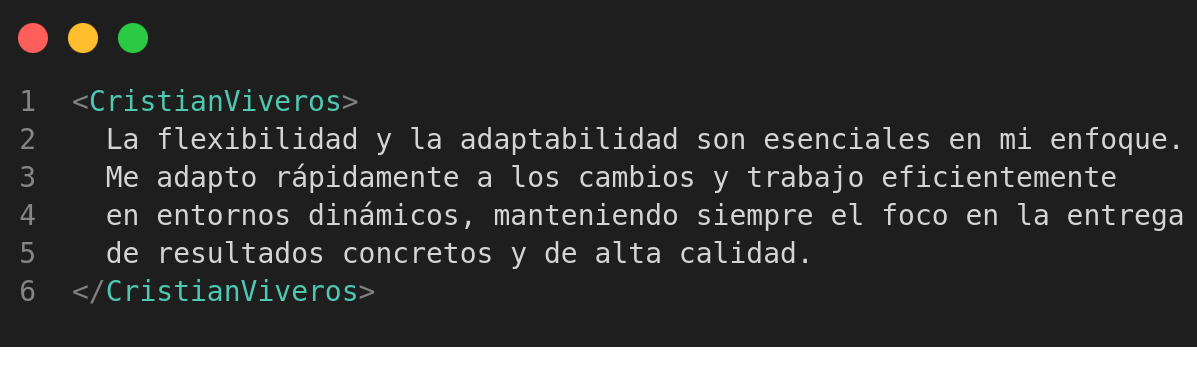 1 <CristianViveros>
2 La flexibilidad y la adaptabilidad son esenciales en mi enfoque.
3 Me adapto rápidamente a los cambios y trabajo eficientemente
4 en entornos dinámicos, manteniendo siempre el foco en la entrega
5 de resultados concretos y de alta calidad.
6 </CristianViveros>